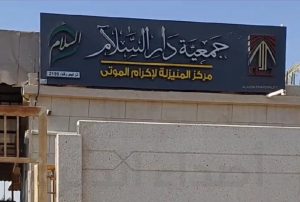 جمعية دار السلام
مركز المنيزلة لإكرام الموتى
السلام